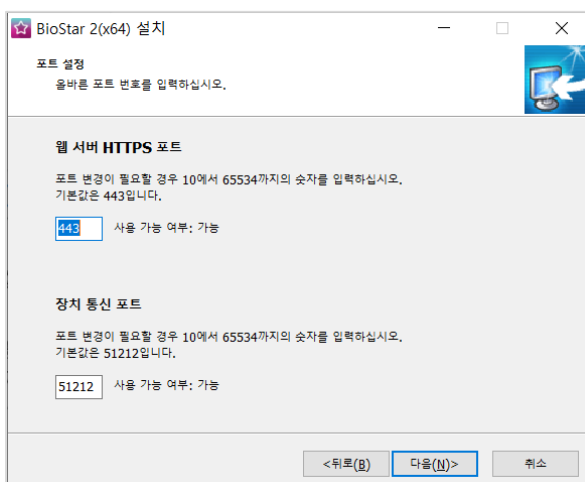 BioStar 2(x64) 설치
포트 설정
올바른 포트 번호를 입력하십시오.
웹 서버 HTTPS 포트
포트 변경이 필요할 경우 10에서 65534까지의 숫자를 입력하십시오.
기본값은 443입니다.
443 사용 가능 여부: 가능
장치 통신 포트
포트 변경이 필요할 경우 10에서 65534까지의 숫자를 입력하십시오.
기본값은 51212입니다.
51212 사용 가능 여부: 가능
<뒤로(B) 다음(N)> 취소